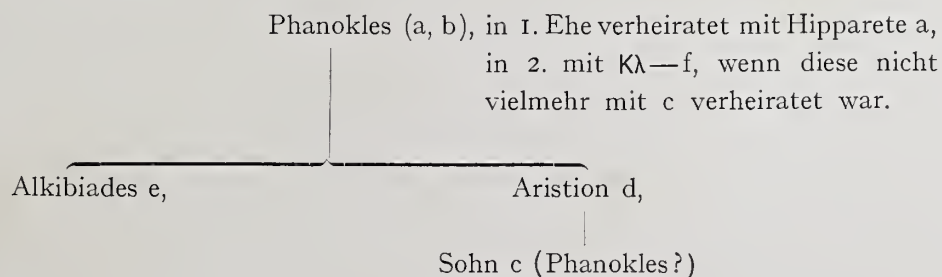 Phanokles (a, b), in 1. Ehe verheiratet mit Hipparete a,
in 2. mit Κλ—f, wenn diese nicht
vielmehr mit c verheiratet war.
Alkibiades e, Aristion d,
Sohn c (Phanokles?)